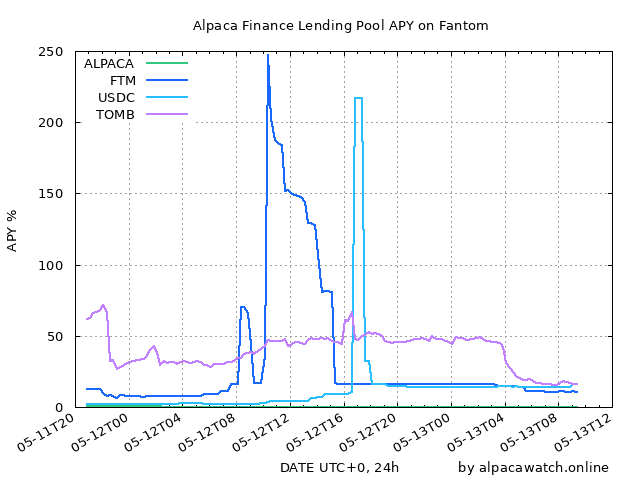 Alpaca Finance Lending Pool APY on Fantom
250
200
150
100
50
0
APY %
ALPACA
FTM
USDC
TOMB
05-11T20
05-12T00
05-12T04
05-12T08
05-12T12
05-12T16
05-12T20
05-13T00
05-13T04
05-13T08
05-13T12
DATE UTC+0, 24h
by alpacawatch.online